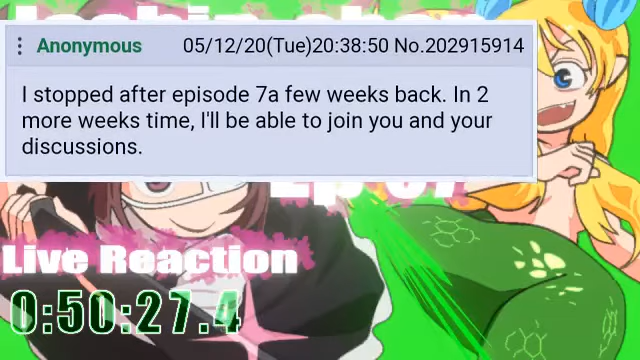 Anonymous 05/12/20(Tue)20:38:50 No.202915914
I stopped after episode 7a few weeks back. In 2
more weeks time, I'll be able to join you and your
discussions.
Live Reaction
0:50:27.4